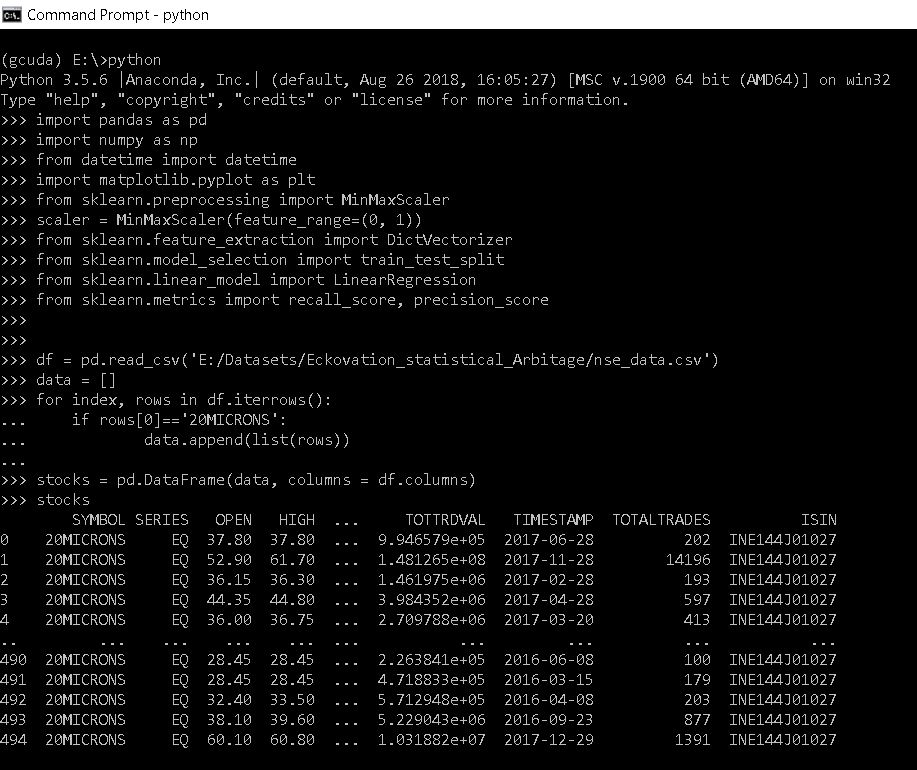 Command Prompt - python
(gcuda) E:\>python
Python 3.5.6 |Anaconda, Inc.| (default, Aug 26 2018, 16:05:27) [MSC v.1900 64 bit (AMD64)] on win32
Type "help", "copyright", "credits" or "license" for more information.
>>> import pandas as pd
>>> import numpy as np
>>> from datetime import datetime
>>> import matplotlib.pyplot as plt
>>> from sklearn.preprocessing import MinMaxScaler
>>> scaler = MinMaxScaler(feature_range=(0, 1))
>>> from sklearn.feature_extraction import DictVectorizer
>>> from sklearn.model_selection import train_test_split
>>> from sklearn.linear_model import LinearRegression
>>> from sklearn.metrics import recall_score, precision_score
>>>
>>>
>>> df = pd.read_csv('E:/Datasets/Eckovation_statistical_Arbitage/nse_data.csv')
>>> data = []
>>> for index, rows in df.iterrows():
...     if rows[0]=='20MICRONS':
...             data.append(list(rows))
...
>>> stocks = pd.DataFrame(data, columns = df.columns)
>>> stocks
        SYMBOL SERIES   OPEN   HIGH  ...      TOTTRDVAL   TIMESTAMP  TOTALTRADES          ISIN
0    20MICRONS     EQ  37.80  37.80  ...   9.946579e+05  2017-06-28          202  INE144J01027
1    20MICRONS     EQ  52.90  61.70  ...   1.481265e+08  2017-11-28        14196  INE144J01027
2    20MICRONS     EQ  36.15  36.30  ...   1.461975e+06  2017-02-28          193  INE144J01027
3    20MICRONS     EQ  44.35  44.80  ...   3.984352e+06  2017-04-28          597  INE144J01027
4    20MICRONS     EQ  36.00  36.75  ...   2.709788e+06  2017-03-20          413  INE144J01027
..         ...    ...    ...    ...  ...            ...         ...          ...           ...
490  20MICRONS     EQ  28.45  28.45  ...   2.263841e+05  2016-06-08          100  INE144J01027
491  20MICRONS     EQ  28.45  28.45  ...   4.718833e+05  2016-03-15          179  INE144J01027
492  20MICRONS     EQ  32.40  33.50  ...   5.712948e+05  2016-04-08          203  INE144J01027
493  20MICRONS     EQ  38.10  39.60  ...   5.229043e+06  2016-09-23          877  INE144J01027
494  20MICRONS     EQ  60.10  60.80  ...   1.031882e+07  2017-12-29         1391  INE144J01027